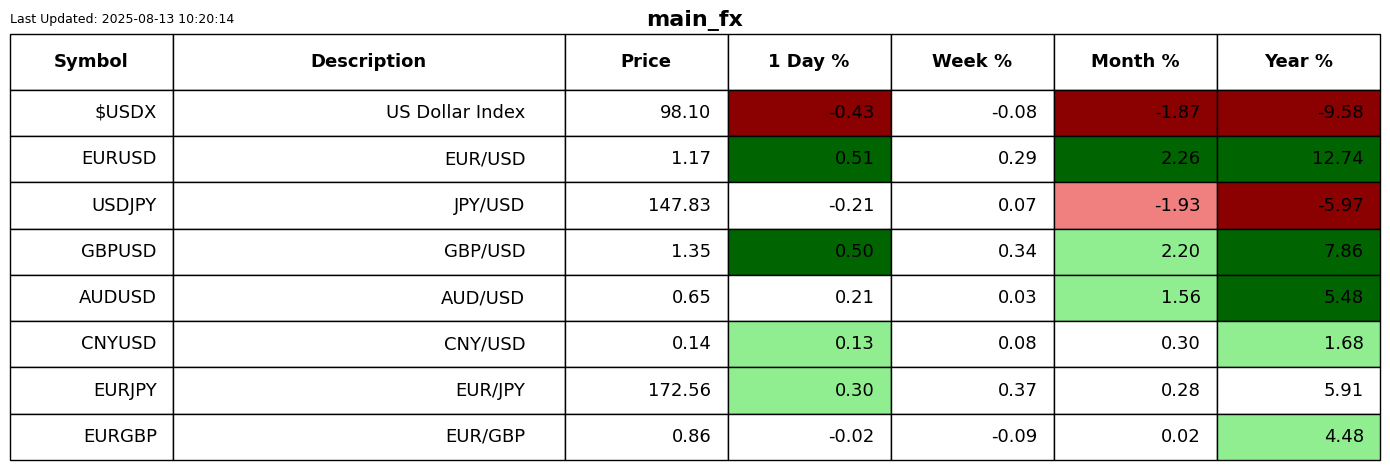 Last Updated: 2025-08-13 10:20:14
main_fx
Symbol Description Price 1 Day % Week % Month % Year %
$USDX US Dollar Index 98.10 -0.43 -0.08 -1.87 -9.58
EURUSD EUR/USD 1.17 0.51 0.29 2.26 12.74
USDJPY JPY/USD 147.83 -0.21 0.07 -1.93 -5.97
GBPUSD GBP/USD 1.35 0.50 0.34 2.20 7.86
AUDUSD AUD/USD 0.65 0.21 0.03 1.56 5.48
CNYUSD CNY/USD 0.14 0.13 0.08 0.30 1.68
EURJPY EUR/JPY 172.56 0.30 0.37 0.28 5.91
EURGBP EUR/GBP 0.86 -0.02 -0.09 0.02 4.48